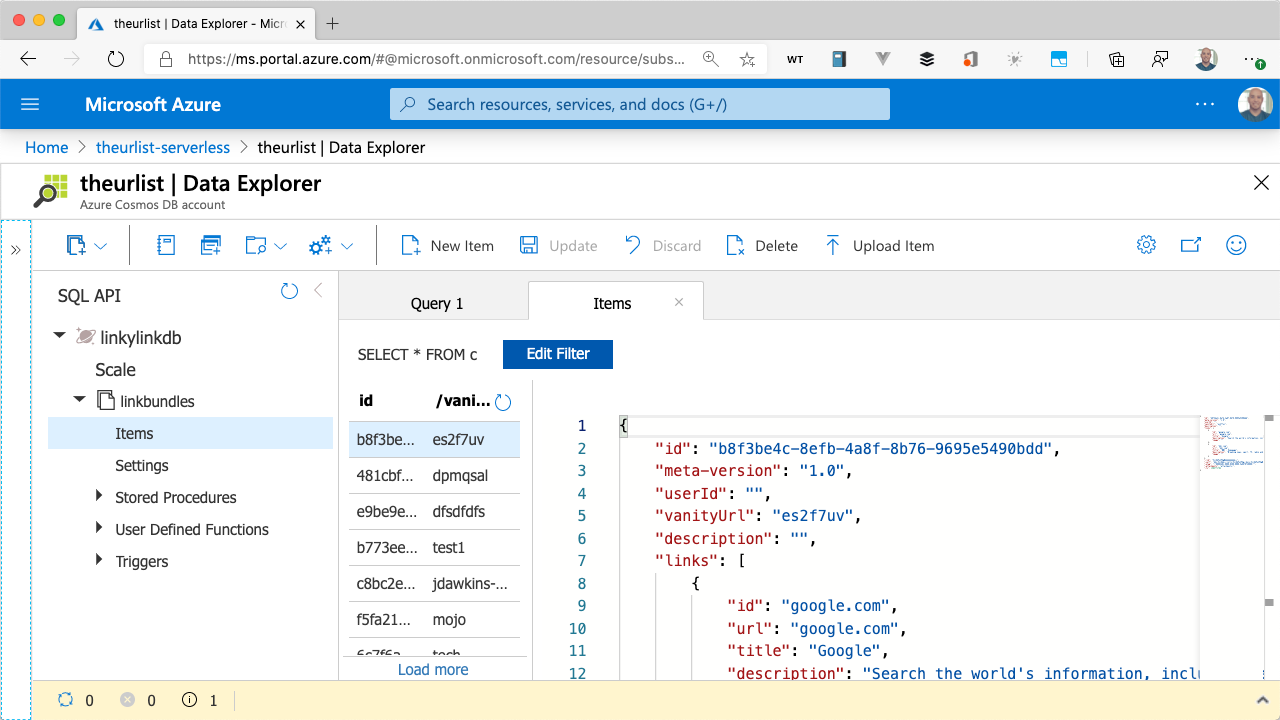 theurlist | Data Explorer - Micr
https://ms.portal.azure.com/#@microsoft.onmicrosoft.com/resource/subs...
WT
Microsoft Azure
Search resources, services, and docs (G+/)
Home > theurlist-serverless > theurlist | Data Explorer
theurlist | Data Explorer
Azure Cosmos DB account
New Item Update Discard Delete Upload Item
SQL API
linkylinkdb
Scale
linkbundles
Items
Settings
Stored Procedures
User Defined Functions
Triggers
Query 1 Items
SELECT * FROM c Edit Filter
id /vani...
b8f3be... es2f7uv
481cbf... dpmqsal
e9be9e... dfsdfdfs
b773ee... test1
c8bc2e... jdawkins-...
f5fa21... mojo
6c7f6a tech
Load more
1 {
2 "id": "b8f3be4c-8efb-4a8f-8b76-9695e5490bdd",
3 "meta-version": "1.0",
4 "userId": "",
5 "vanityUrl": "es2f7uv",
6 "description": "",
7 "links": [
8 {
9 "id": "google.com",
10 "url": "google.com",
11 "title": "Google",
12 "description": "Search the world's information, incl
0 0 1